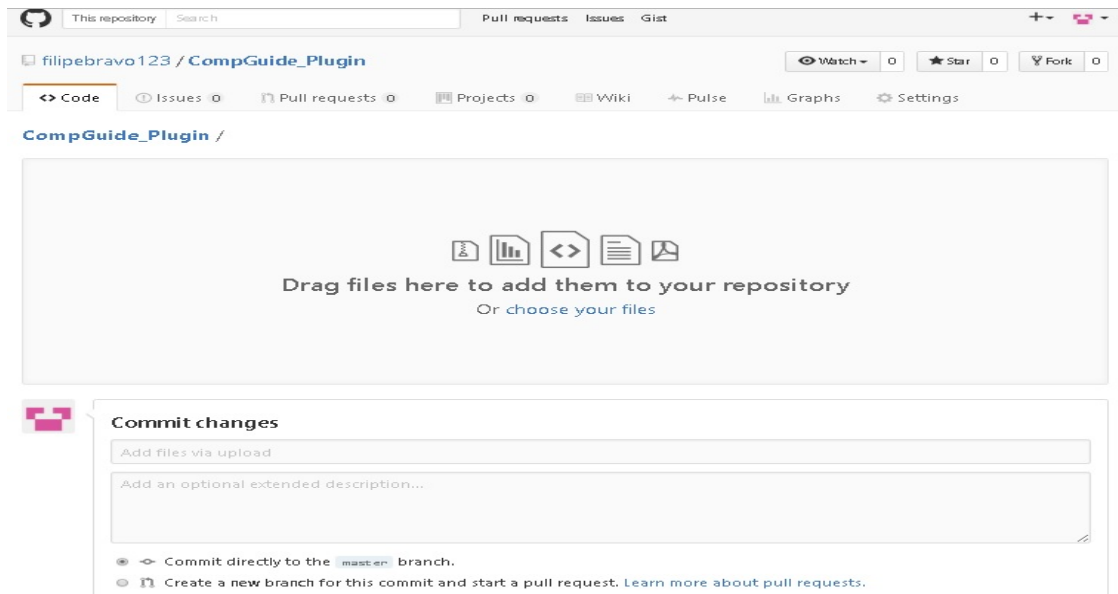 This repository Search Pull requests Issues Gist
filipebravo123 / CompGuide_Plugin Watch 0 Star 0 Fork 0
Code Issues 0 Pull requests 0 Projects 0 Wiki Pulse Graphs Settings
CompGuide_Plugin /
Drag files here to add them to your repository
Or choose your files
Commit changes
Add files via upload
Add an optional extended description...
Commit directly to the master branch.
Create a new branch for this commit and start a pull request. Learn more about pull requests.